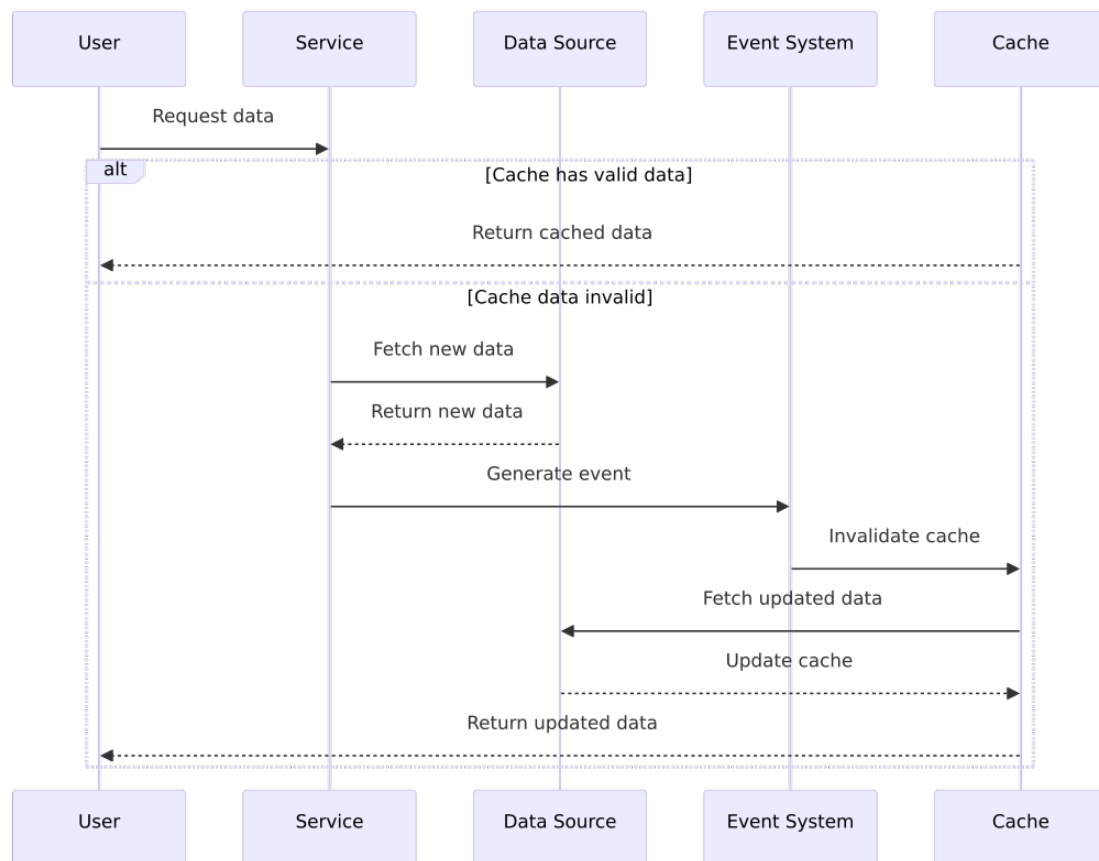 User
Service
Data Source
Event System
Cache
Request data
alt
[Cache has valid data]
Return cached data
[Cache data invalid]
Fetch new data
Return new data
Generate event
Invalidate cache
Fetch updated data
Update cache
Return updated data
User
Service
Data Source
Event System
Cache